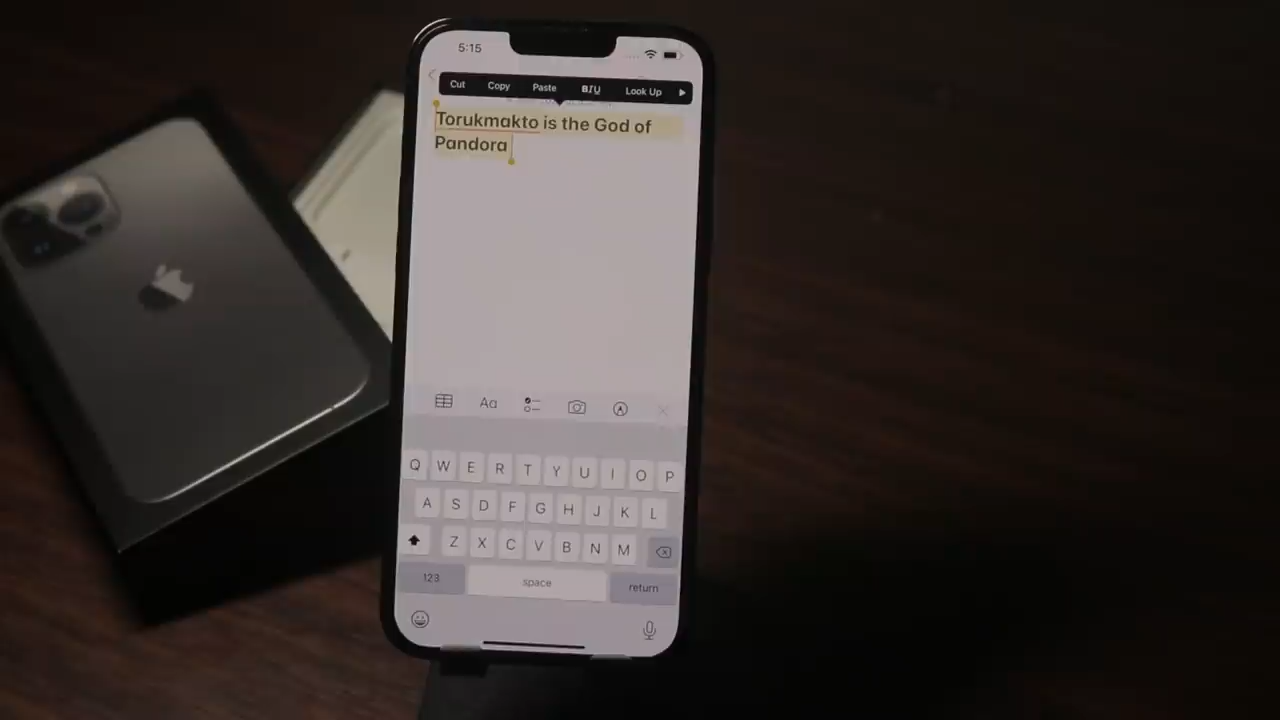 5:15
Cut Copy Paste BIU Look Up
Torukmakto is the God of
Pandora
Aa
Q W E R T Y U I O P
A S D F G H J K L
Z X C V B N M
123 space return